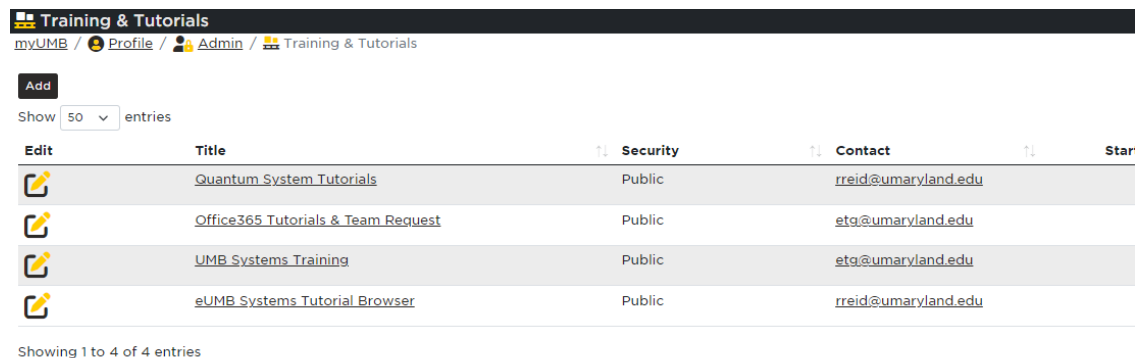 Training & Tutorials
myUMB / Profile / Admin / Training & Tutorials
Add
Show 50 entries
Edit Title Security Contact Start
Quantum System Tutorials Public rreid@umaryland.edu
Office365 Tutorials & Team Request Public etg@umaryland.edu
UMB Systems Training Public etg@umaryland.edu
eUMB Systems Tutorial Browser Public rreid@umaryland.edu
Showing 1 to 4 of 4 entries